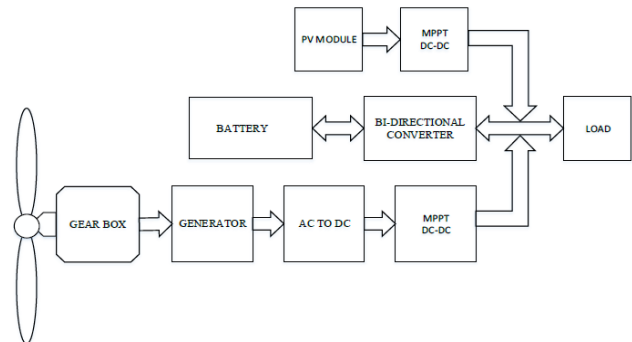 PV MODULE
MPPT
DC-DC
BATTERY
BI-DIRECTIONAL
CONVERTER
LOAD
GEAR BOX
GENERATOR
AC TO DC
MPPT
DC-DC